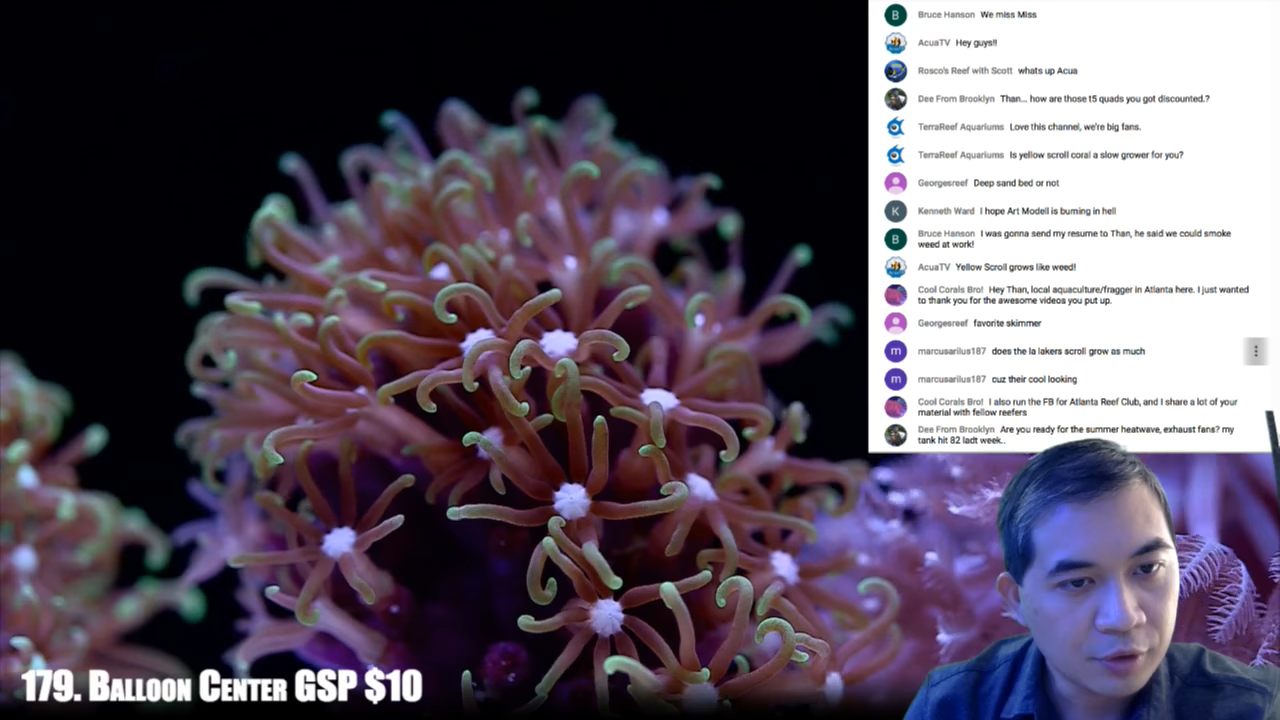 B Bruce Hanson We miss Miss
AcuaTV Hey guys!!
Rosco's Reef with Scott whats up Acua
Dee From Brooklyn Than... how are those t5 quads you got discounted.?
TerraReef Aquariums Love this channel, we're big fans.
TerraReef Aquariums Is yellow scroll coral a slow grower for you?
Georgesreef Deep sand bed or not
K Kenneth Ward I hope Art Modell is burning in hell
B Bruce Hanson I was gonna send my resume to Than, he said we could smoke
weed at work!
AcuaTV Yellow Scroll grows like weed!
Cool Corals Bro! Hey Than, local aquaculture/fragger in Atlanta here. I just wanted
to thank you for the awesome videos you put up.
Georgesreef favorite skimmer
m marcusarilus187 does the la lakers scroll grow as much
m marcusarilus187 cuz their cool looking
Cool Corals Bro! I also run the FB for Atlanta Reef Club, and I share a lot of your
material with fellow reefers
Dee From Brooklyn Are you ready for the summer heatwave, exhaust fans? my
tank hit 82 ladt week..
179. Balloon Center GSP $10